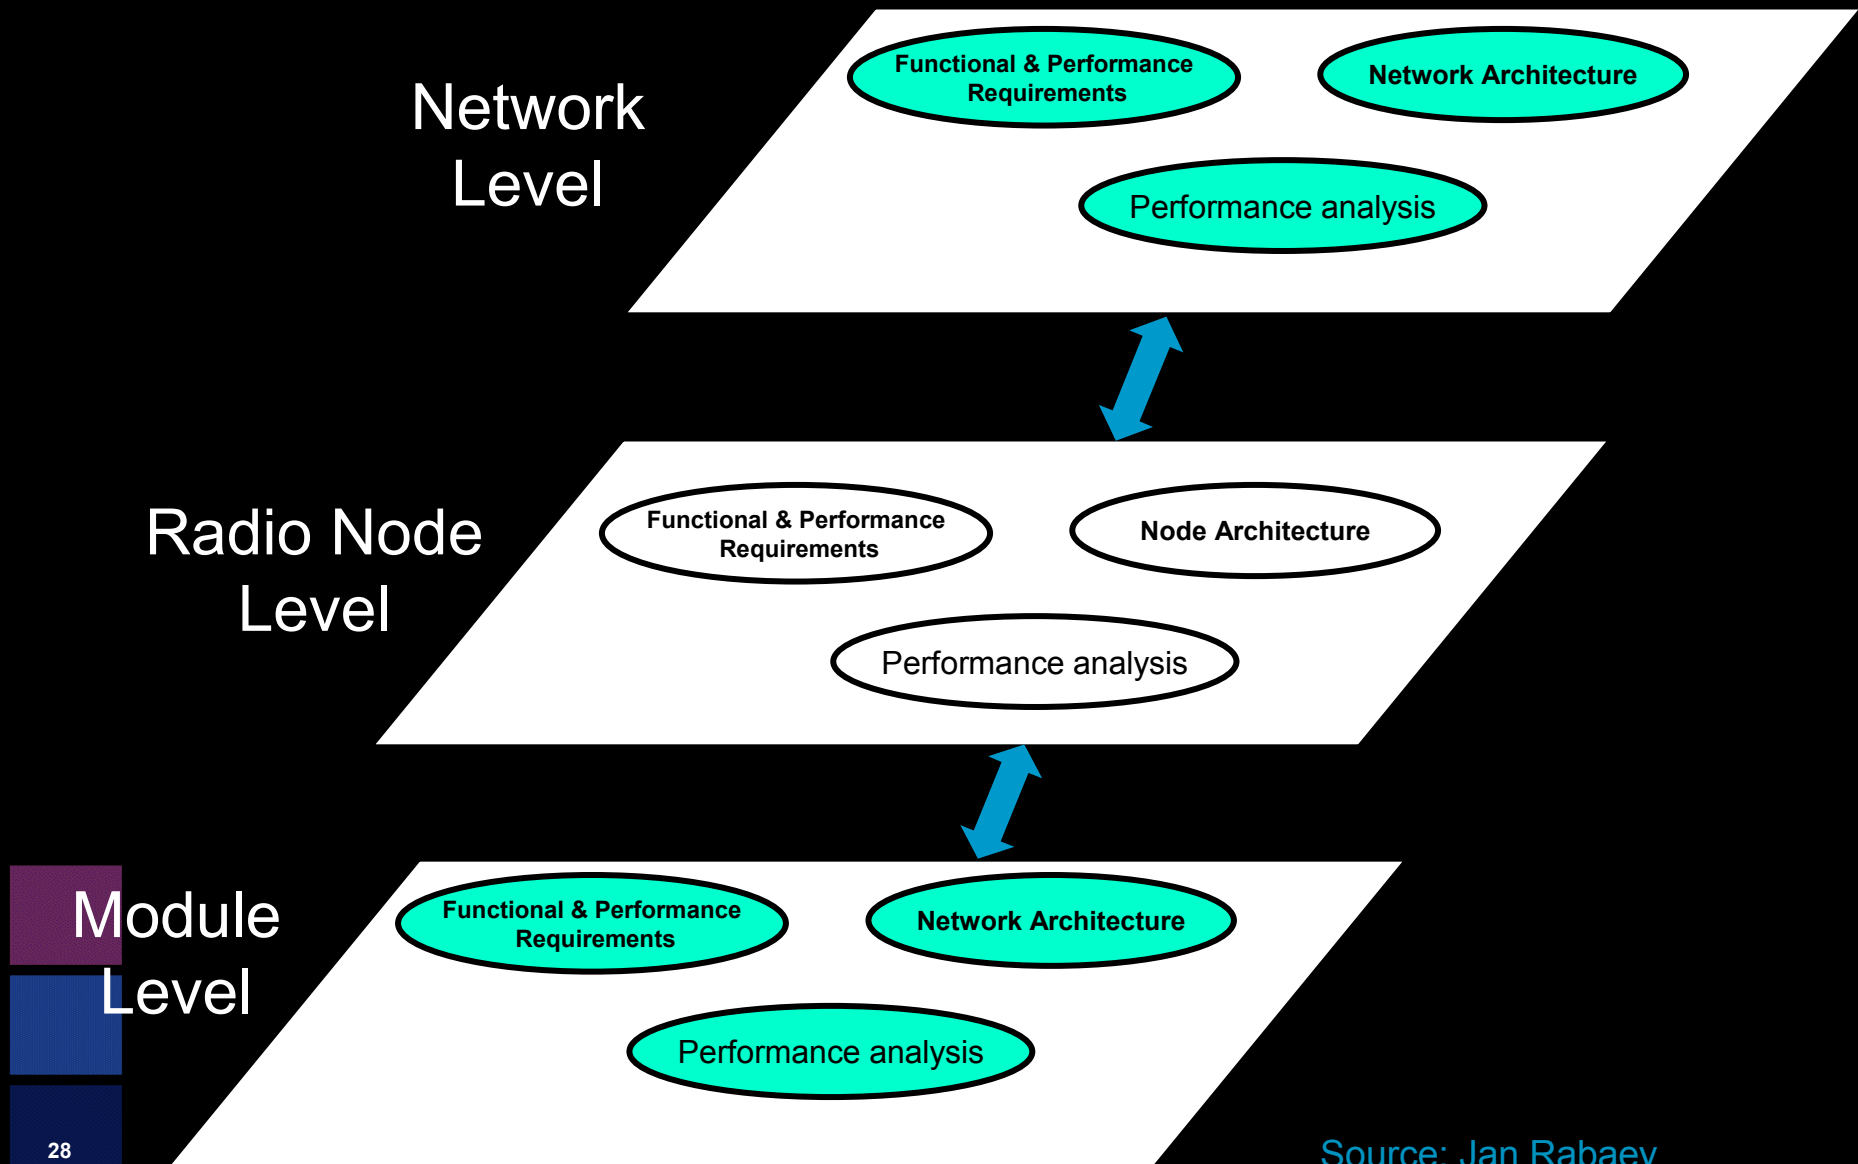 Network
Level
Functional & Performance
Requirements
Network Architecture
Performance analysis
Radio Node
Level
Functional & Performance
Requirements
Node Architecture
Performance analysis
Module
Level
Functional & Performance
Requirements
Network Architecture
Performance analysis
28
Source: Jan Rabaey